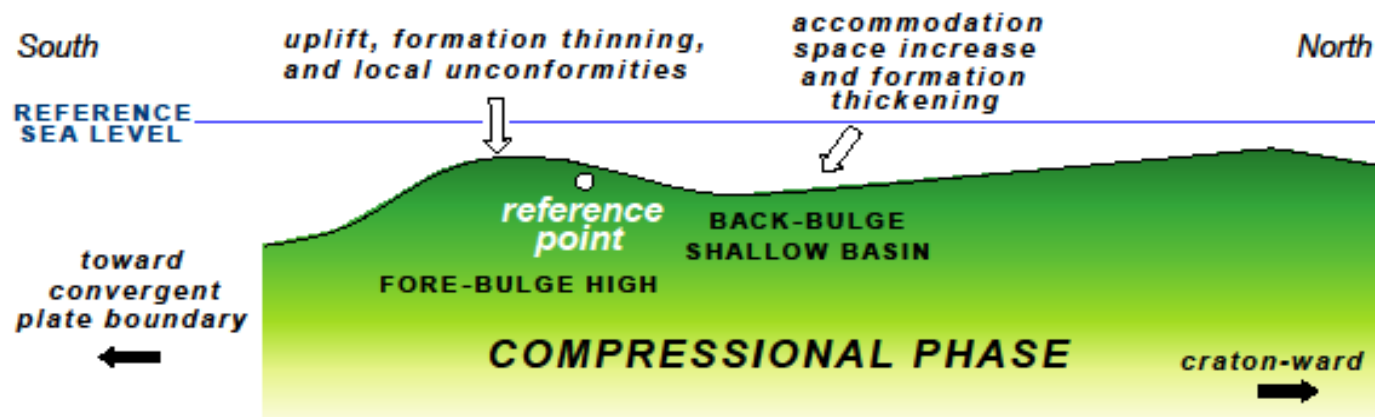 South
uplift, formation thinning,
and local unconformities
accommodation
space increase
and formation
thickening
North
REFERENCE
SEA LEVEL
reference
point
BACK-BULGE
SHALLOW BASIN
FORE-BULGE HIGH
toward
convergent
plate boundary
COMPRESSIONAL PHASE
craton-ward